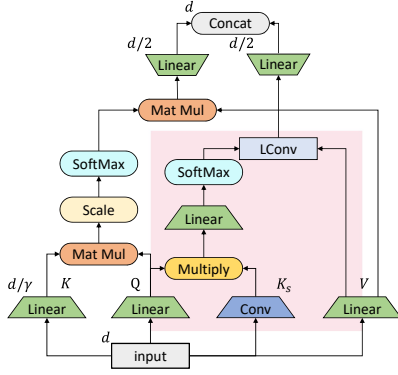 d
Concat
d/2
d/2
Linear
Linear
Mat Mul
LConv
SoftMax
SoftMax
Scale
Linear
Mat Mul
Multiply
d/γ
K
Q
K_s
V
Linear
Linear
Conv
Linear
d
input